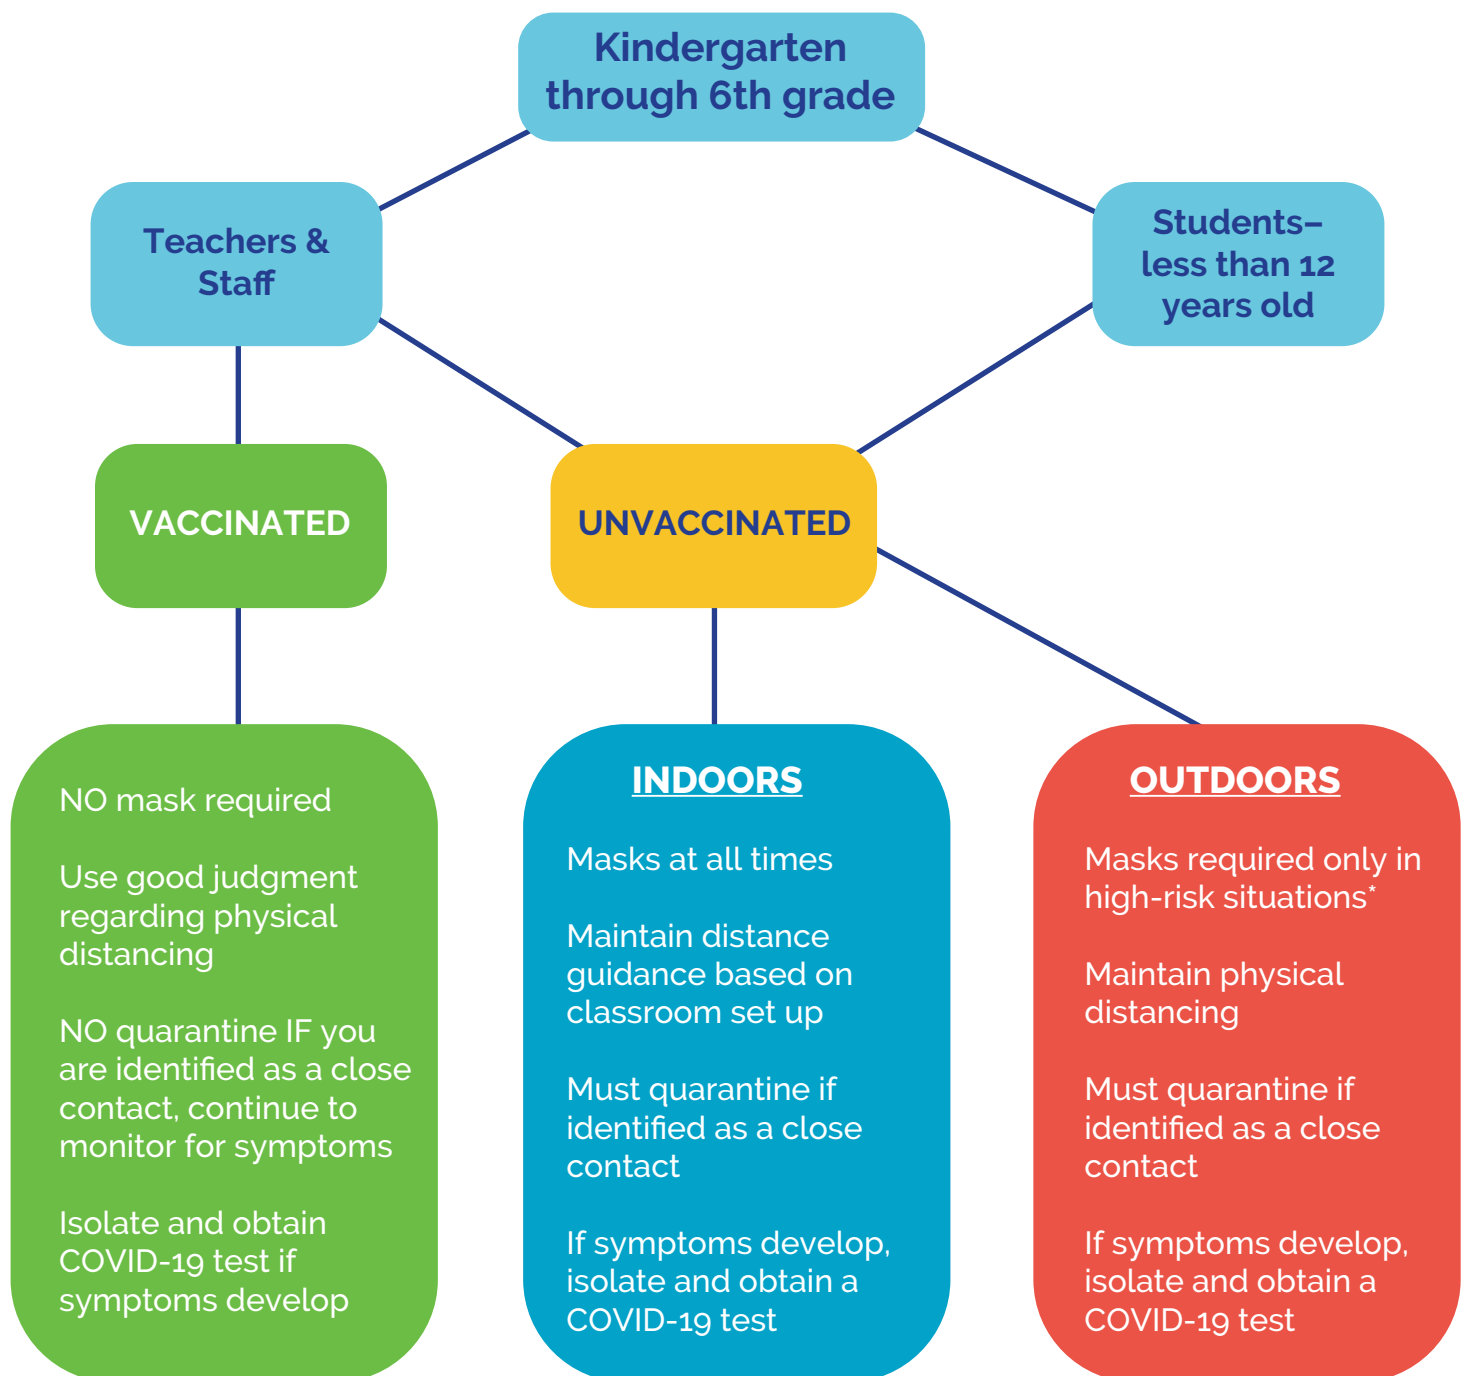 Kindergarten
through 6th grade
Teachers &
Staff
Students–
less than 12
years old
VACCINATED
UNVACCINATED
NO mask required
Use good judgment
regarding physical
distancing
NO quarantine IF you
are identified as a close
contact, continue to
monitor for symptoms
Isolate and obtain
COVID-19 test if
symptoms develop
INDOORS
Masks at all times
Maintain distance
guidance based on
classroom set up
Must quarantine if
identified as a close
contact
If symptoms develop,
isolate and obtain a
COVID-19 test
OUTDOORS
Masks required only in
high-risk situations*
Maintain physical
distancing
Must quarantine if
identified as a close
contact
If symptoms develop,
isolate and obtain a
COVID-19 test